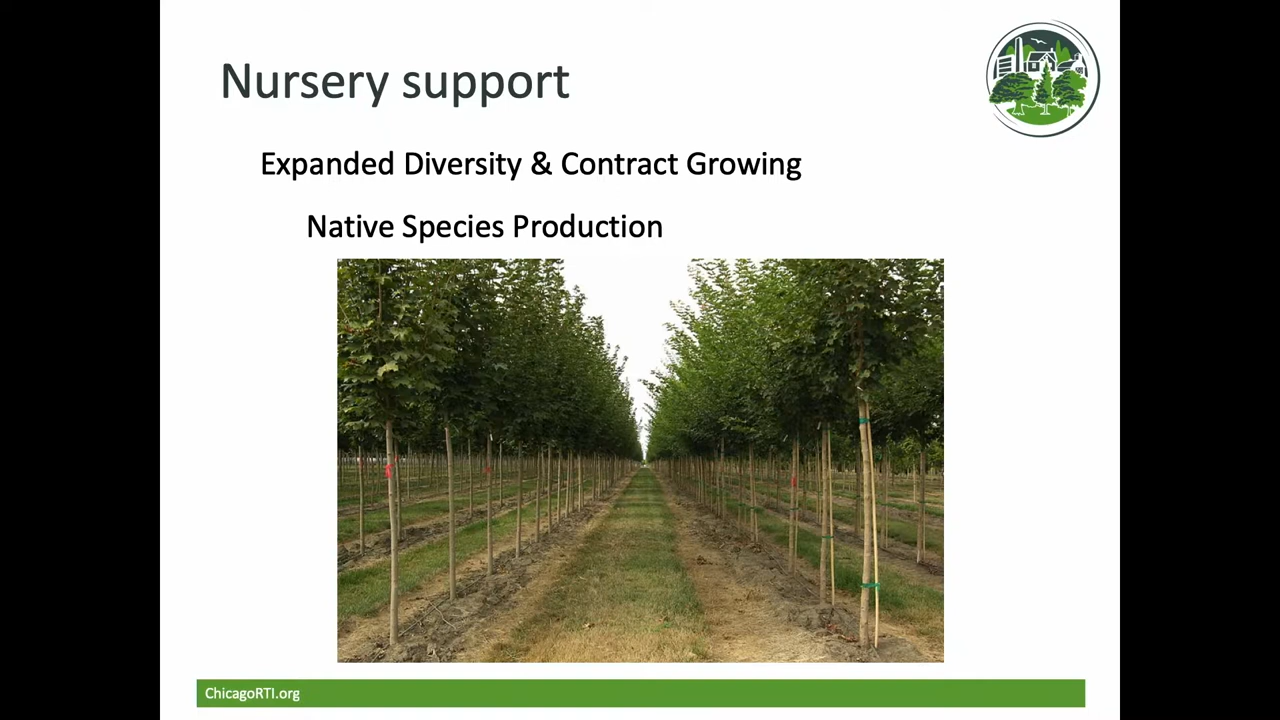 Nursery support
Expanded Diversity & Contract Growing
Native Species Production
ChicagoRTI.org